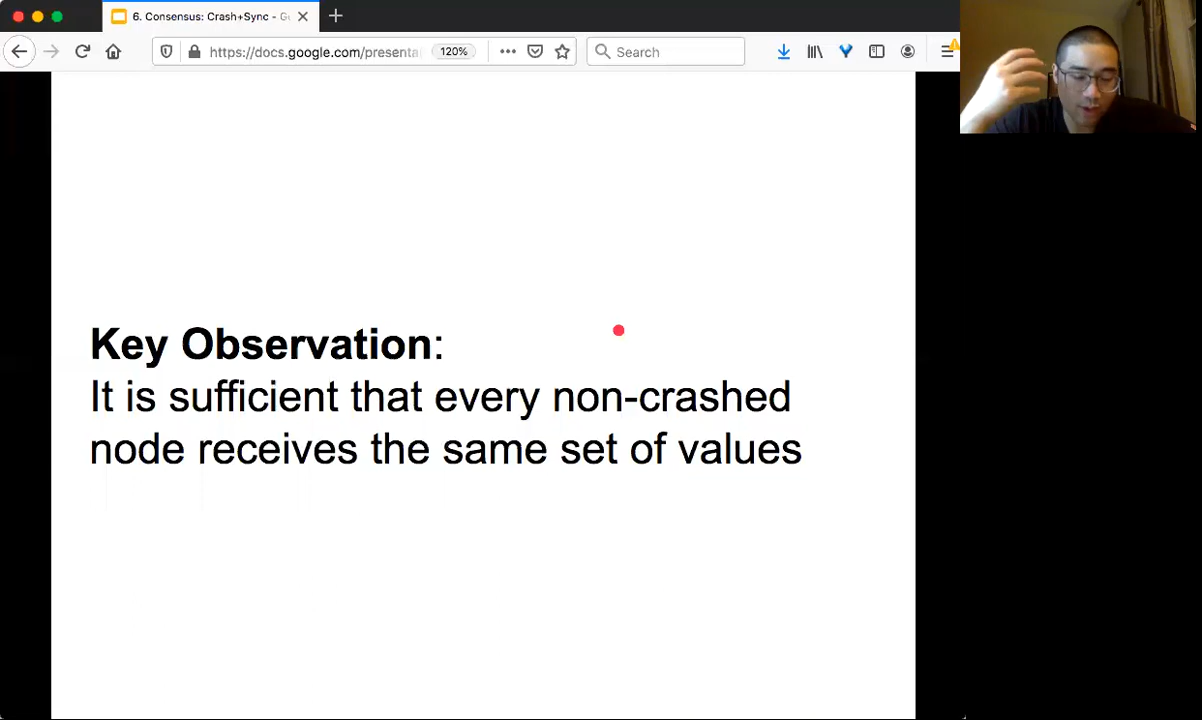 6. Consensus: Crash+Sync - G
https://docs.google.com/presenta
120%
Search
Key Observation:
It is sufficient that every non-crashed
node receives the same set of values